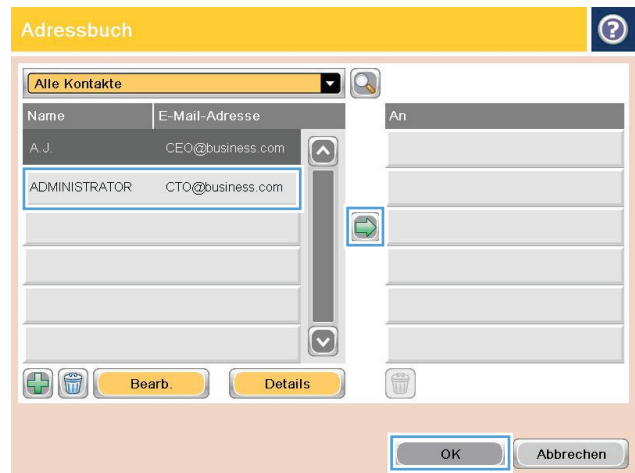 Adressbuch
Alle Kontakte
Name E-Mail-Adresse An
A.J. CEO@business.com
ADMINISTRATOR CTO@business.com
Bearb. Details
OK Abbrechen